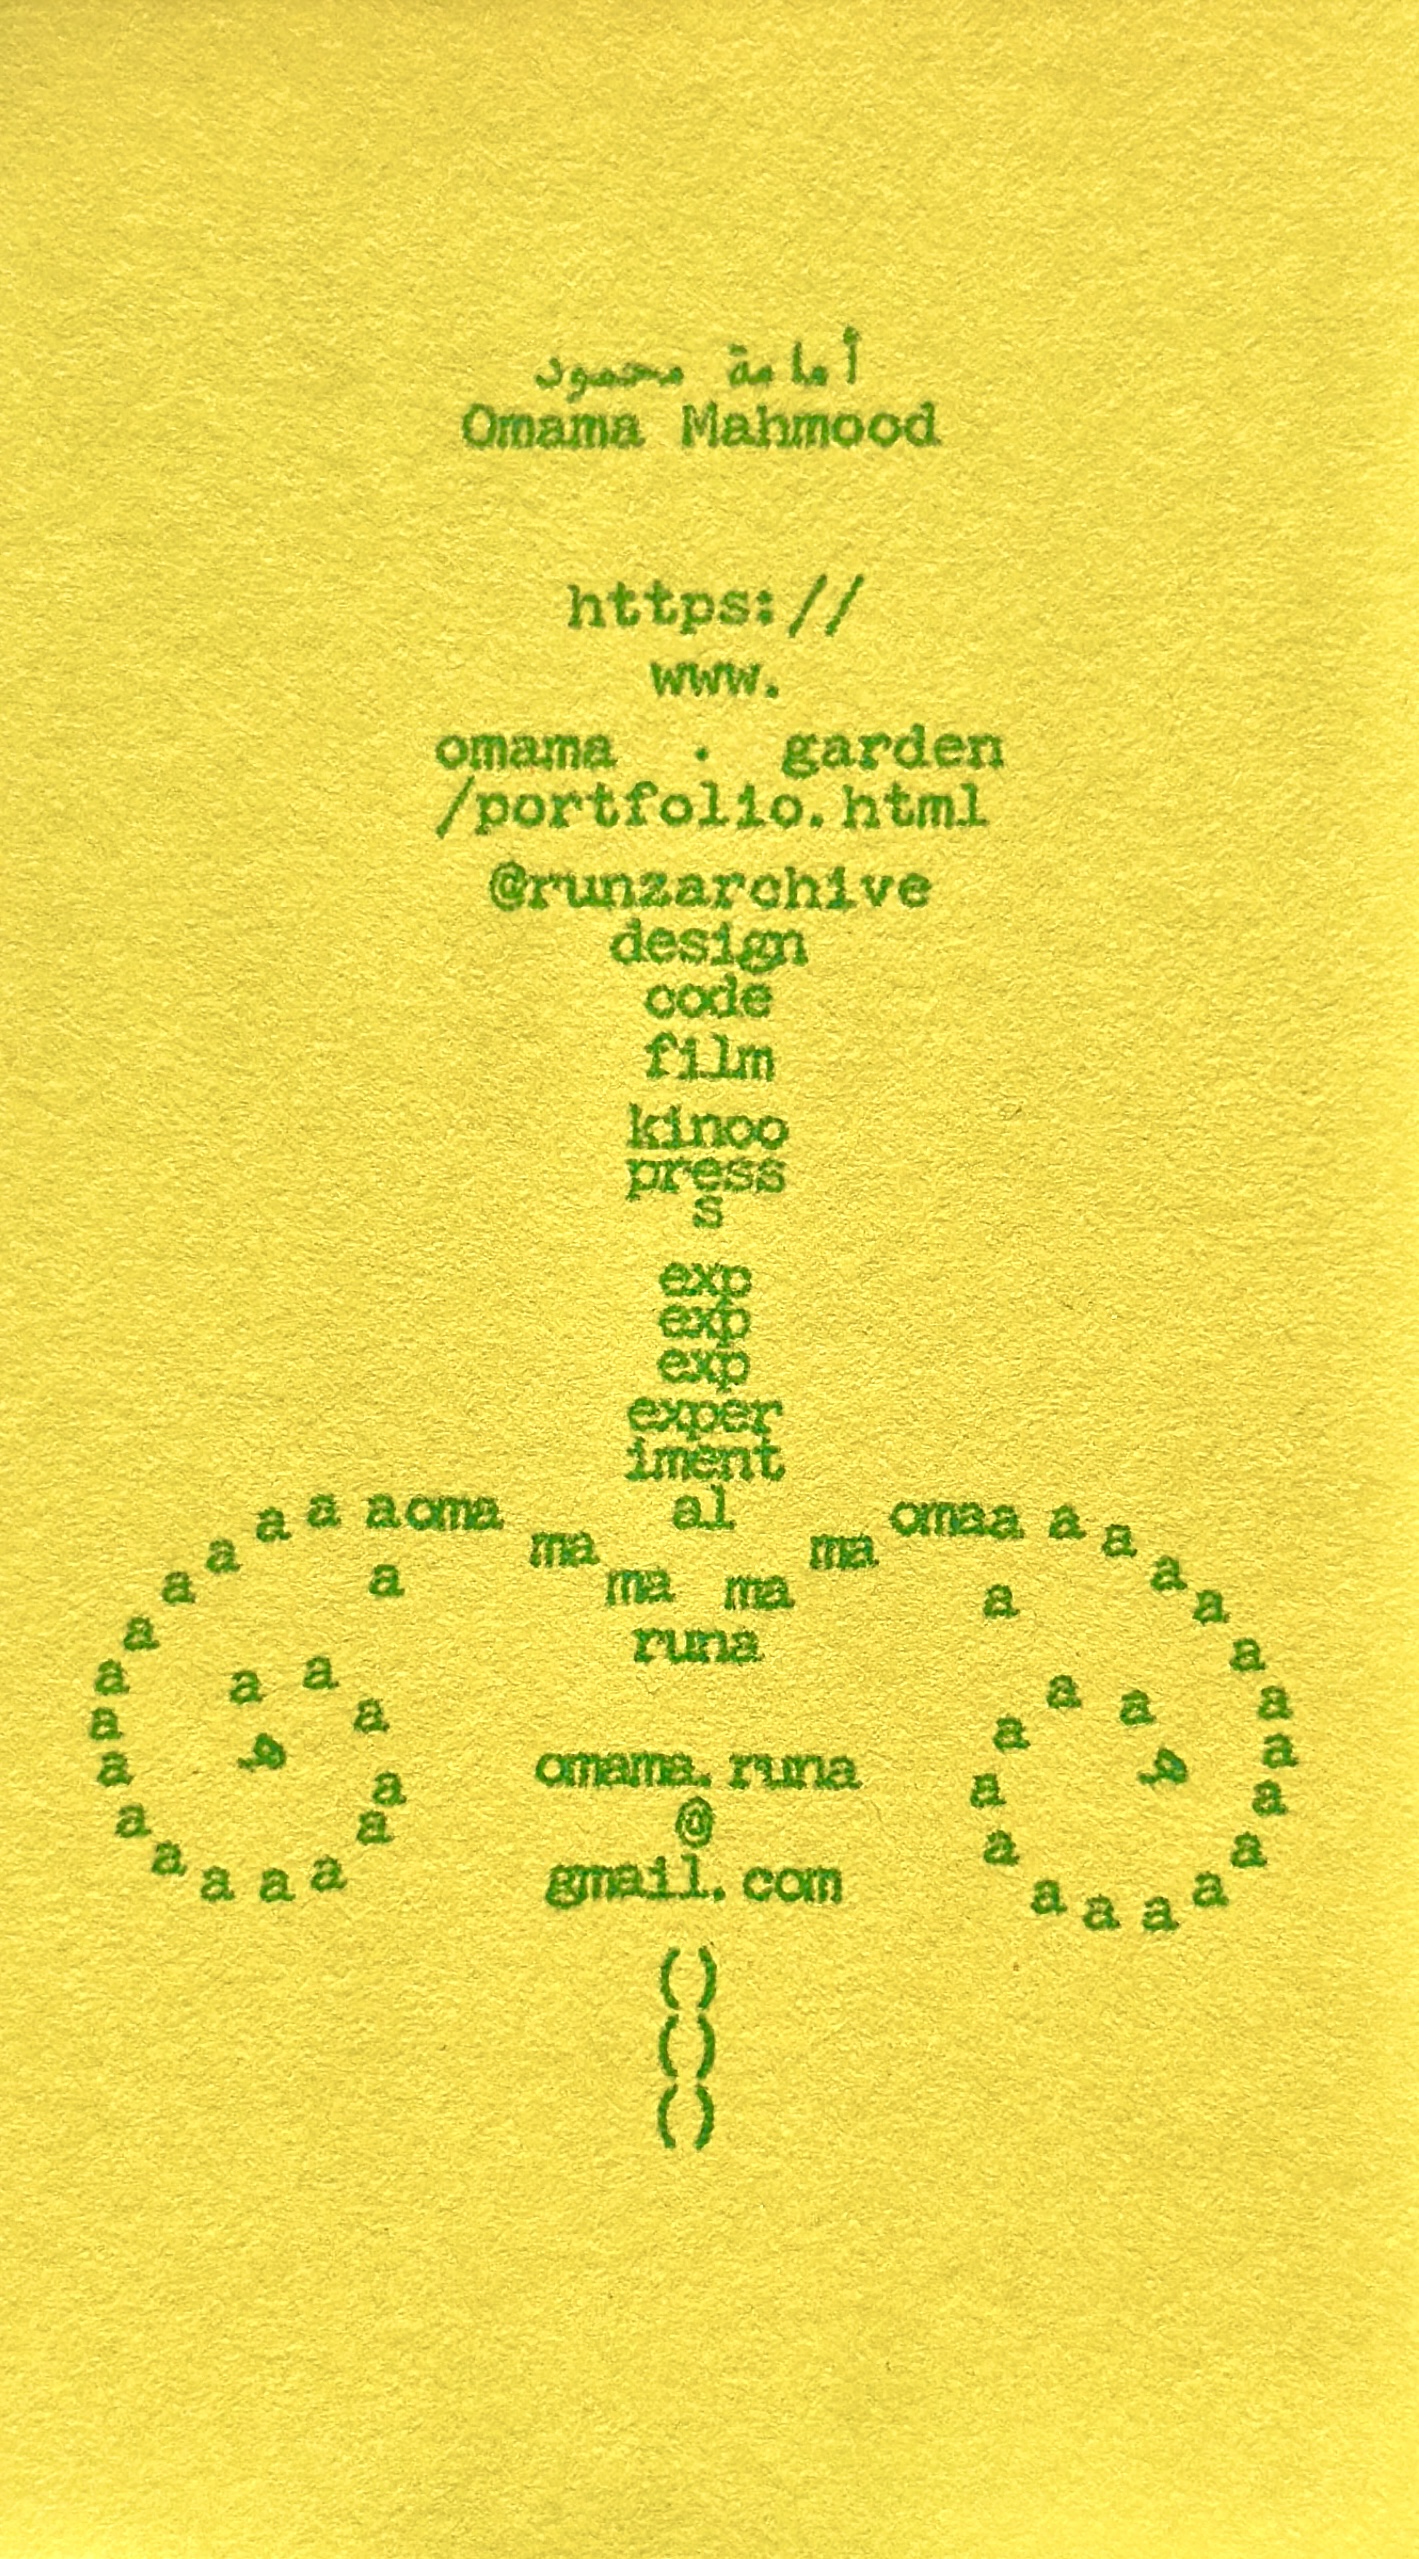 أمامة محمود
Omama Mahmood
https://
www.
omama . garden
/portfolio.html
@runzarchive
design
code
film
kinoo
press
s
exp
exp
exp
exper
iment
al
a a a a a a a a a a a a a a a a a a a a a a a aoma ma ma
ma ma omaa a a a a a a a a a a a a a a a a a a a a a a
ه ه
runa
omama.runa
@
gmail.com
()
()
()